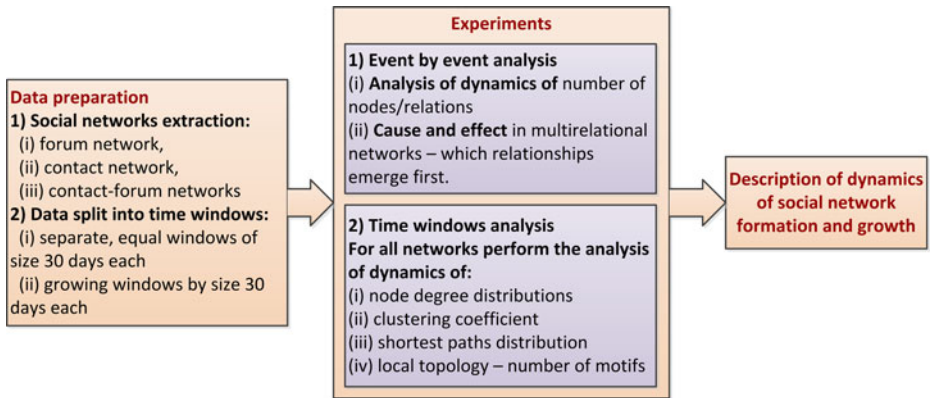 Data preparation
1) Social networks extraction:
(i) forum network,
(ii) contact network,
(iii) contact-forum networks
2) Data split into time windows:
(i) separate, equal windows of
size 30 days each
(ii) growing windows by size 30
days each
Experiments
1) Event by event analysis
(i) Analysis of dynamics of number of
nodes/relations
(ii) Cause and effect in multirelational
networks – which relationships
emerge first.
2) Time windows analysis
For all networks perform the analysis
of dynamics of:
(i) node degree distributions
(ii) clustering coefficient
(iii) shortest paths distribution
(iv) local topology – number of motifs
Description of dynamics
of social network
formation and growth